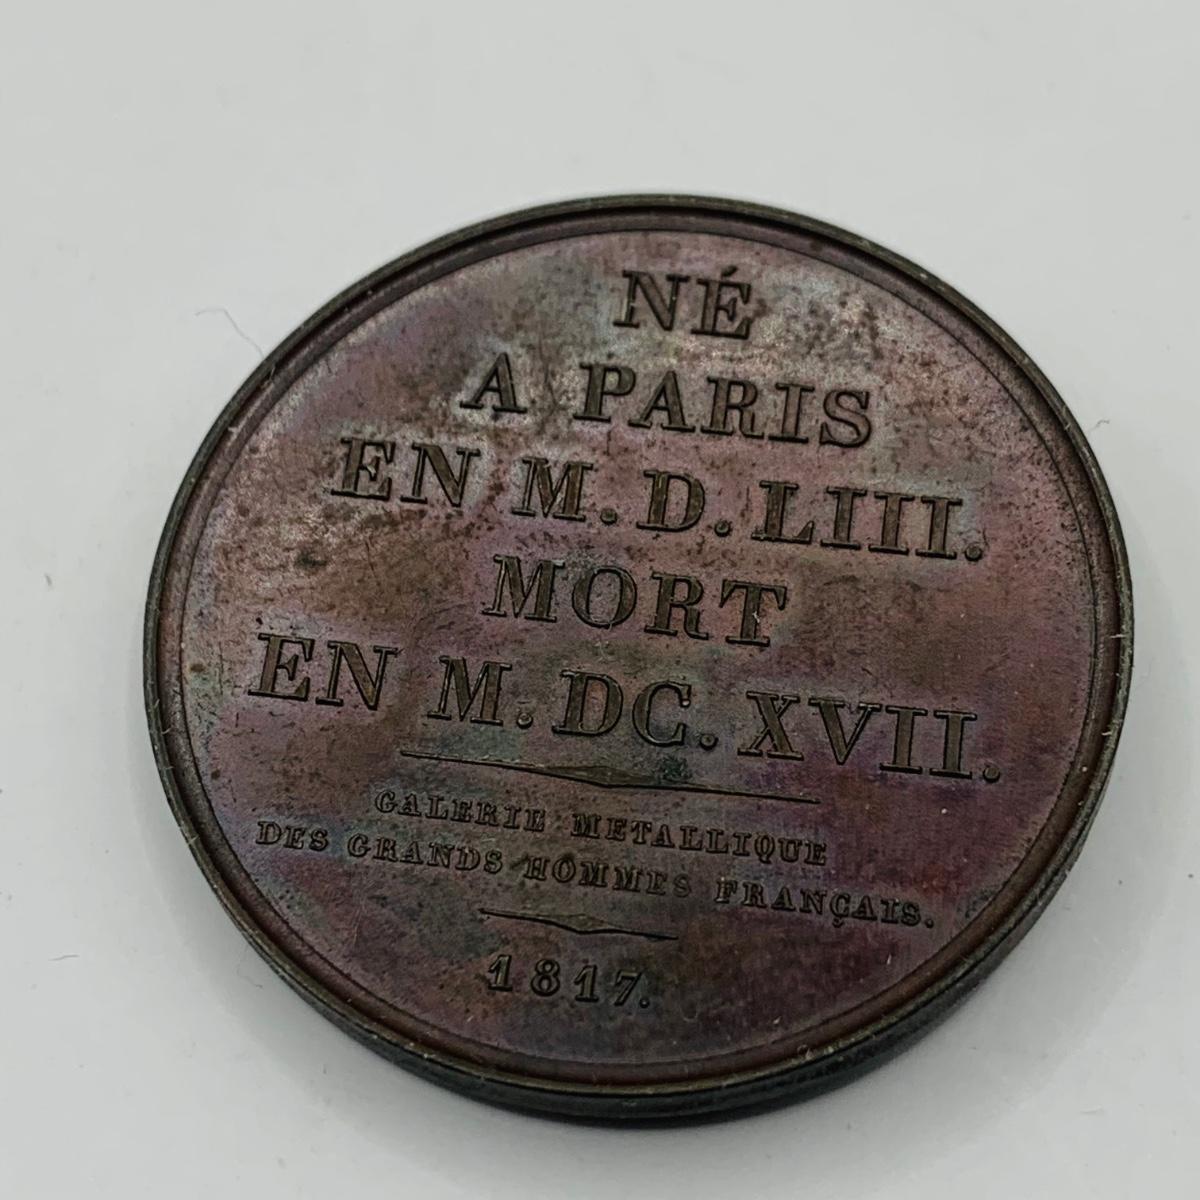 NÉ
A PARIS
EN M.D.LIII.
MORT
EN M.DC.XVII.
GALERIE METALLIQUE
DES GRANDS HOMMES FRANÇAIS.
1817.